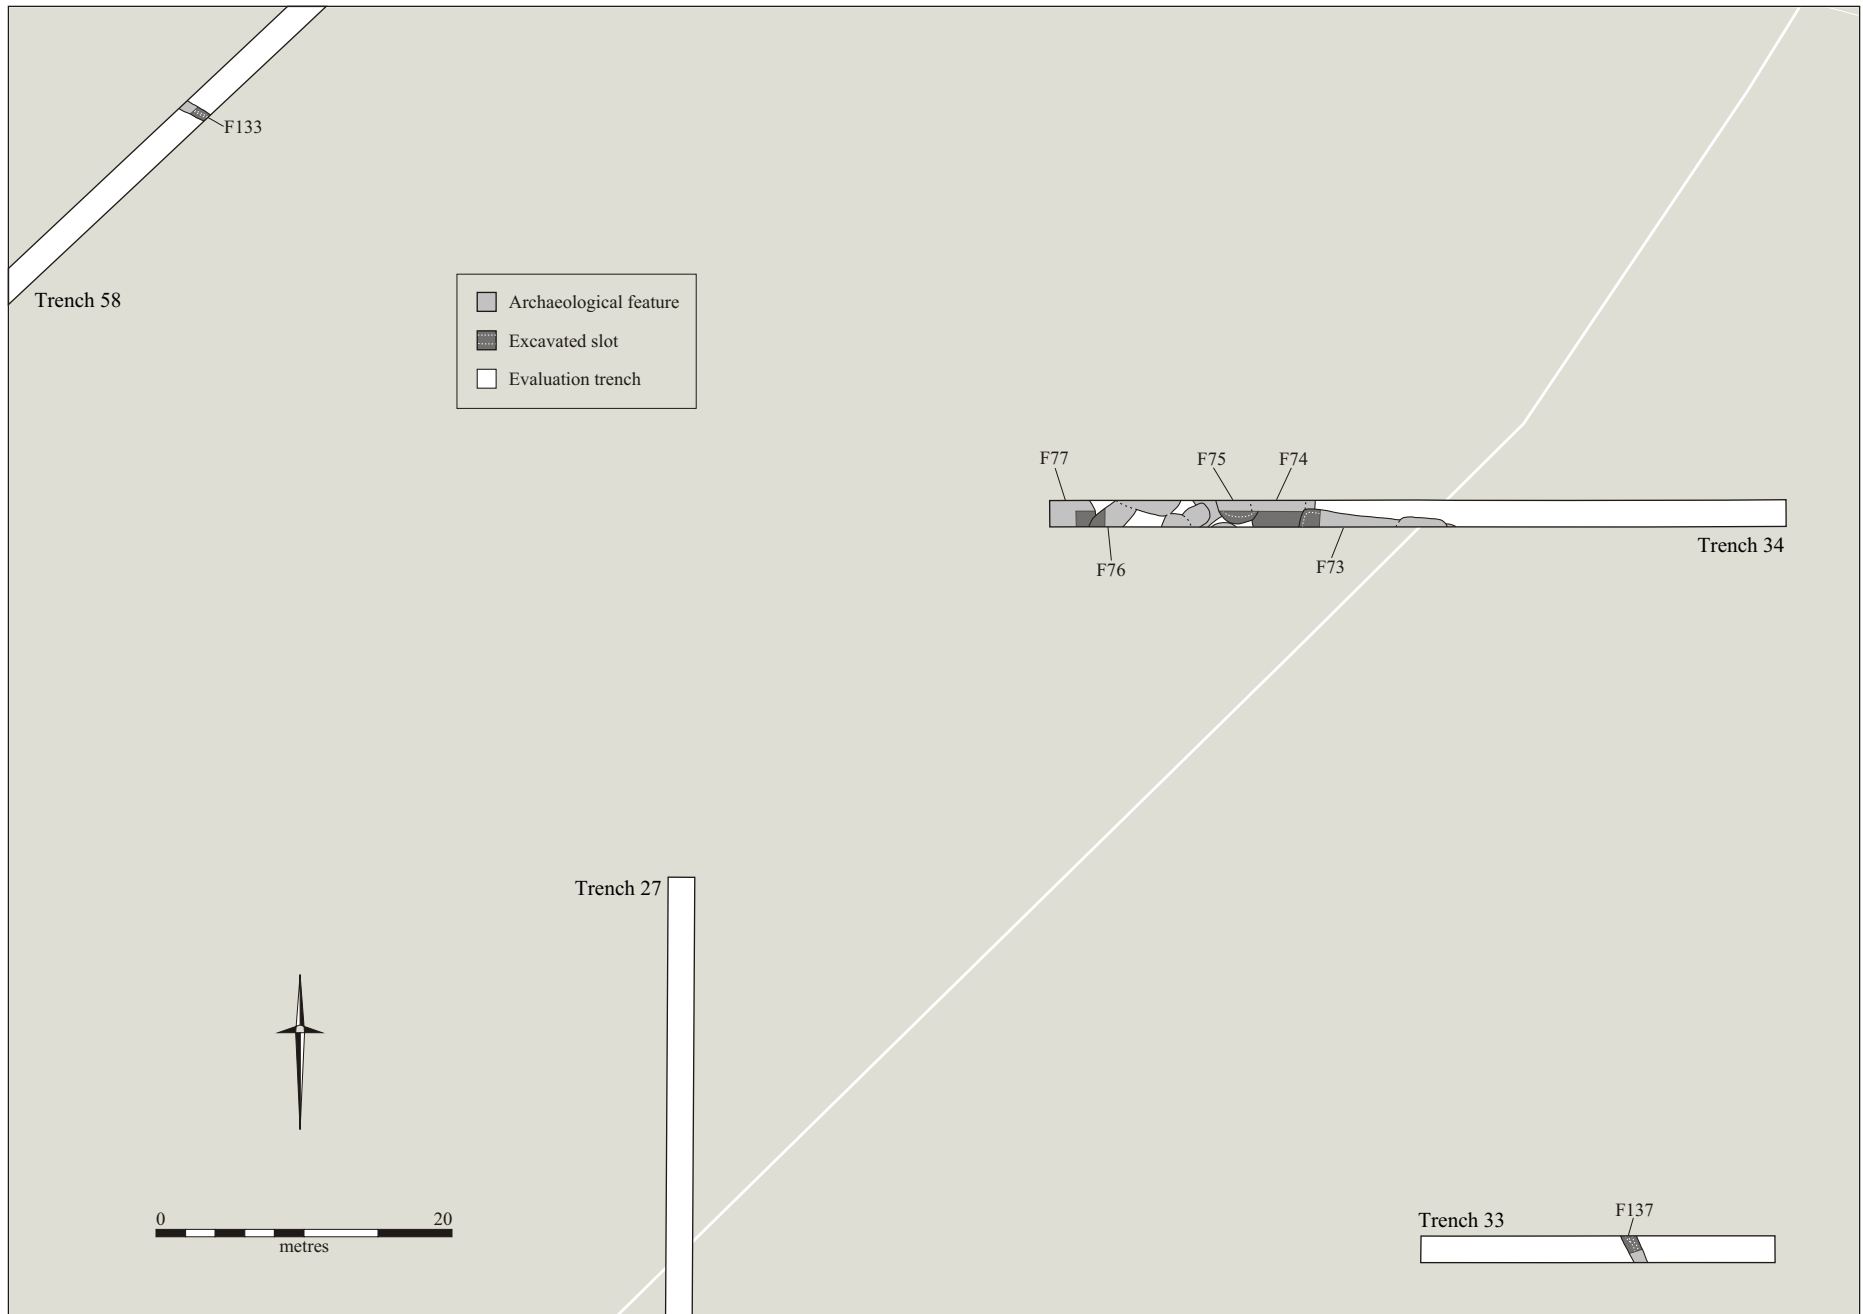 F133
Trench 58
Archaeological feature
Excavated slot
Evaluation trench
F77
F75
F74
F76
F73
Trench 34
Trench 27
0
20
metres
Trench 33
F137